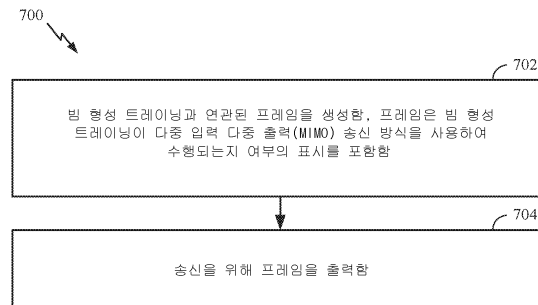 700
702
빔 형성 트레이닝과 연관된 프레임을 생성함, 프레임은 빔 형성
트레이닝이 다중 입력 다중 출력(MIMO) 송신 방식을 사용하여
수행되는지 여부의 표시를 포함함
704
송신을 위해 프레임을 출력함